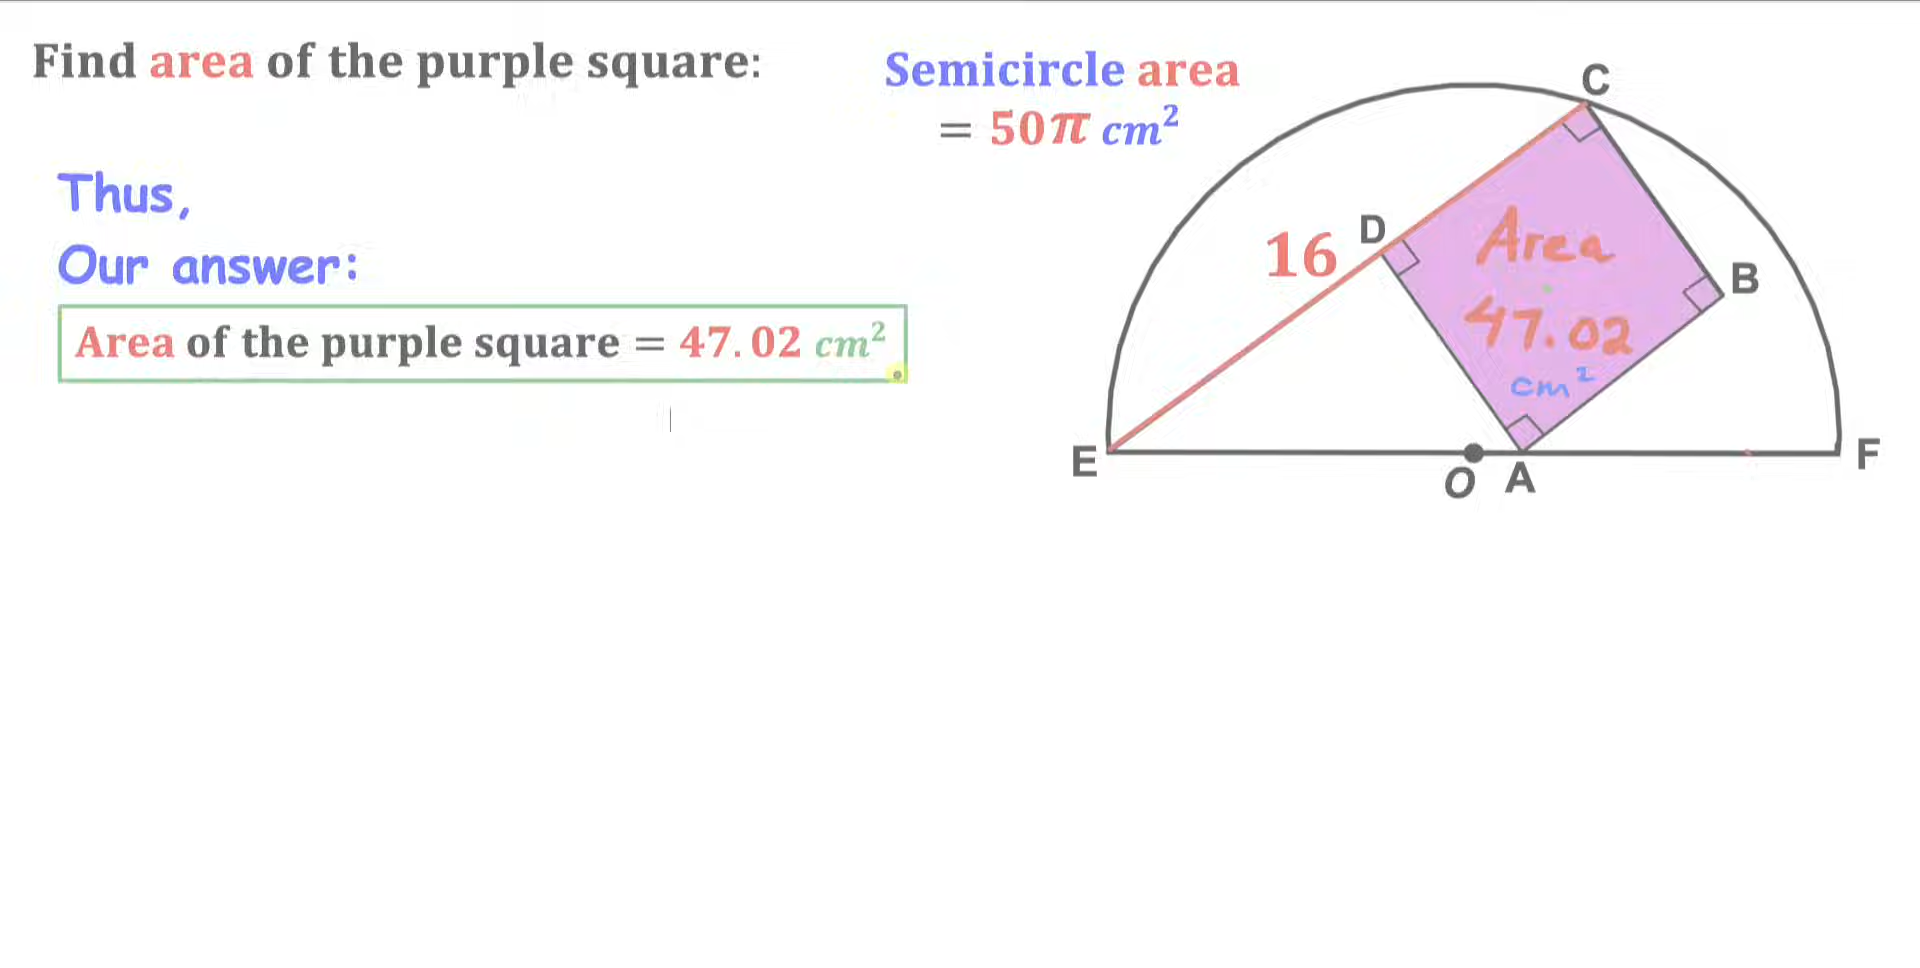 Find area of the purple square:
Semicircle area
= 50π cm²
Thus,
Our answer:
Area of the purple square = 47.02 cm²
C
16
D
Area
47.02
cm²
B
E
O
A
F